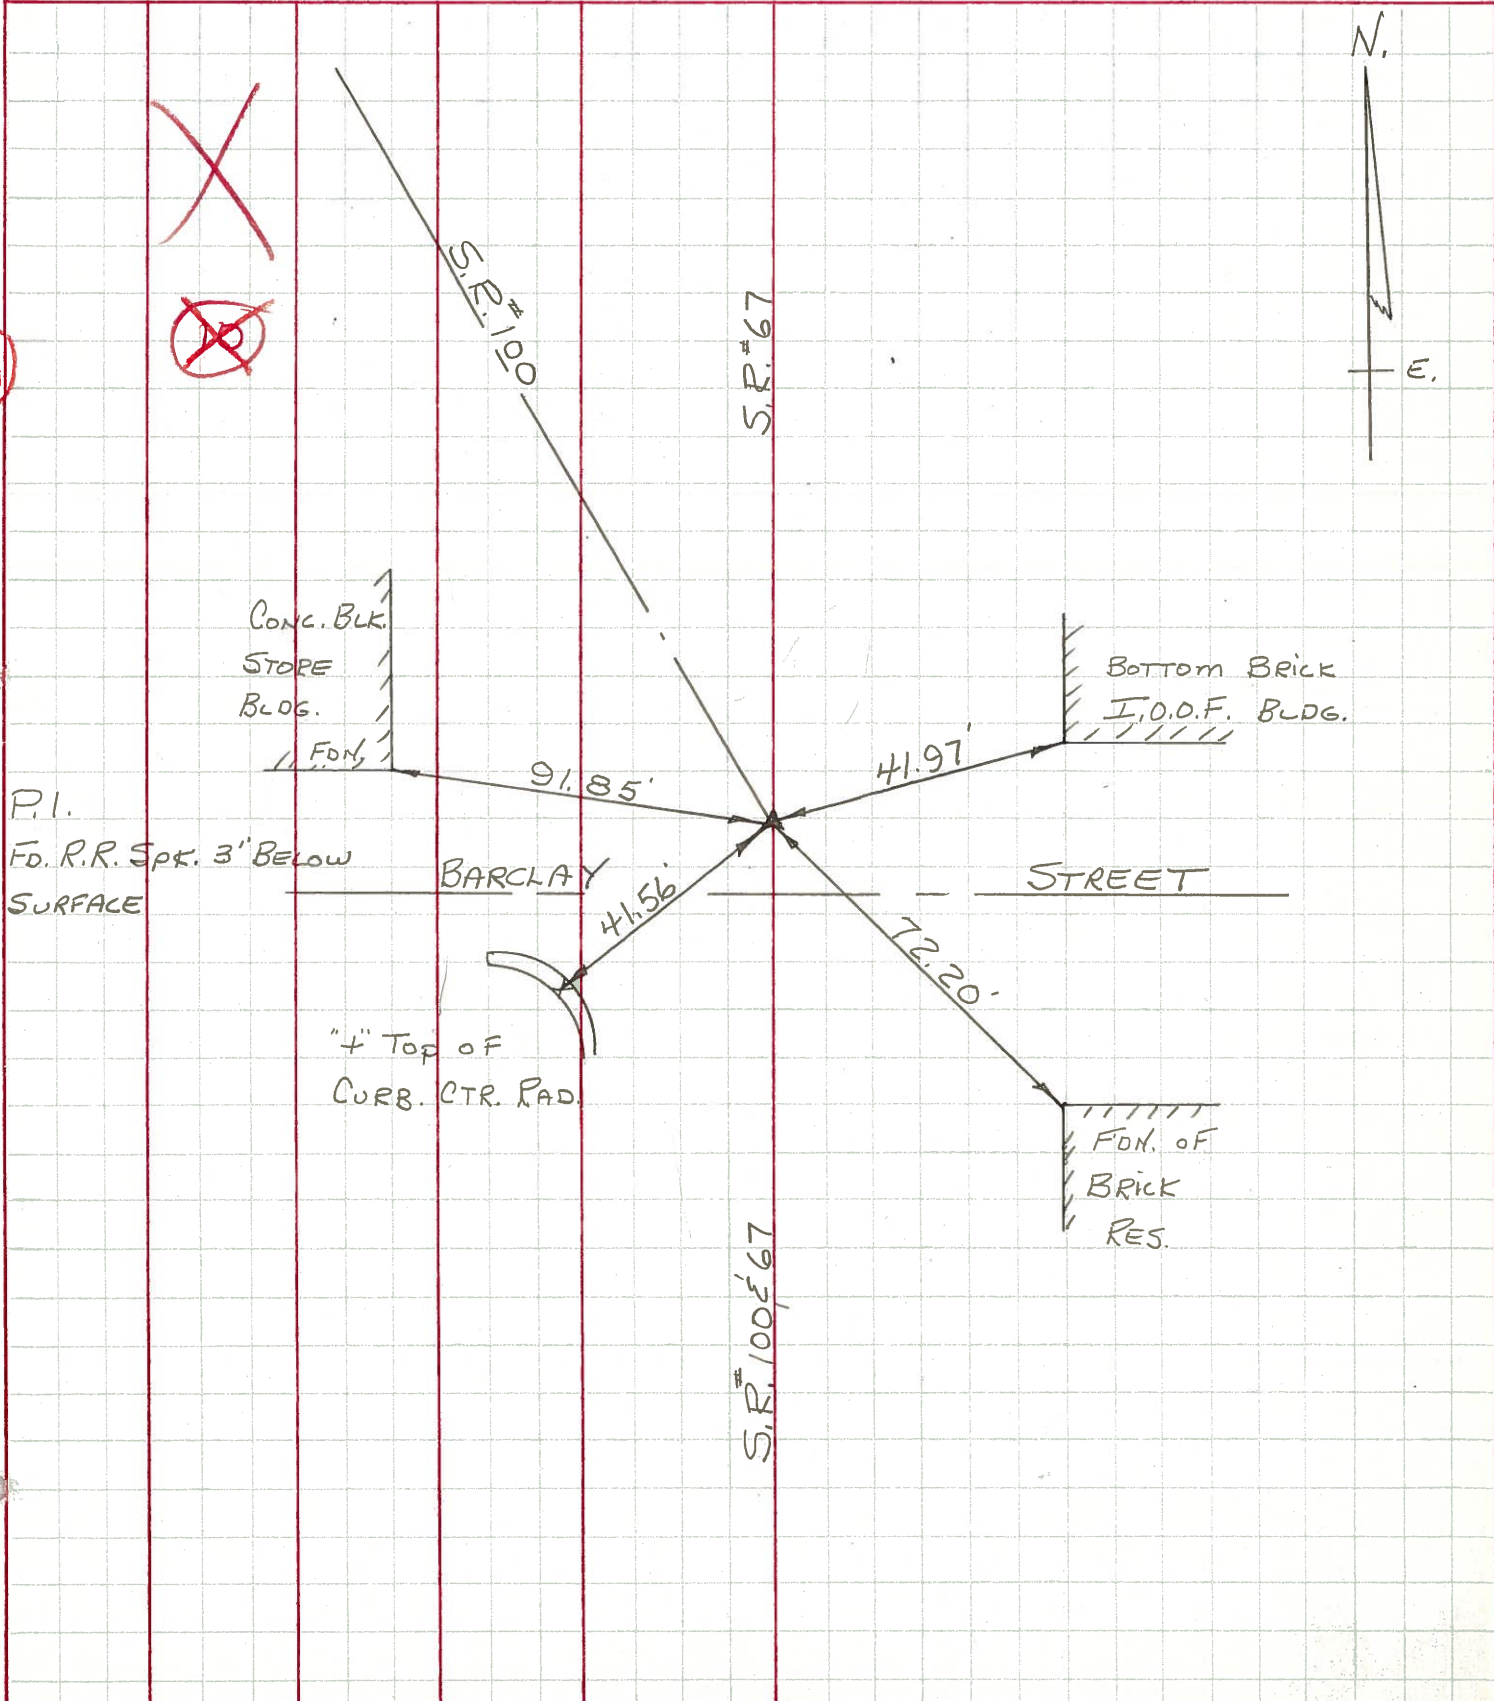 N.
E.
S.R.#100
S.R.#67
CONC. BLK.
STORE
BLDG.
FDN.
BOTTOM BRICK
I.O.O.F. BLDG.
91.85'
41.97'
P.I.
FD. R.R. SPK. 3" BELOW
SURFACE
BARCLAY STREET
41.56'
72.20'
"+" TOP OF
CURB. CTR. RAD.
FDN. OF
BRICK
RES.
S.R.#100 & 67